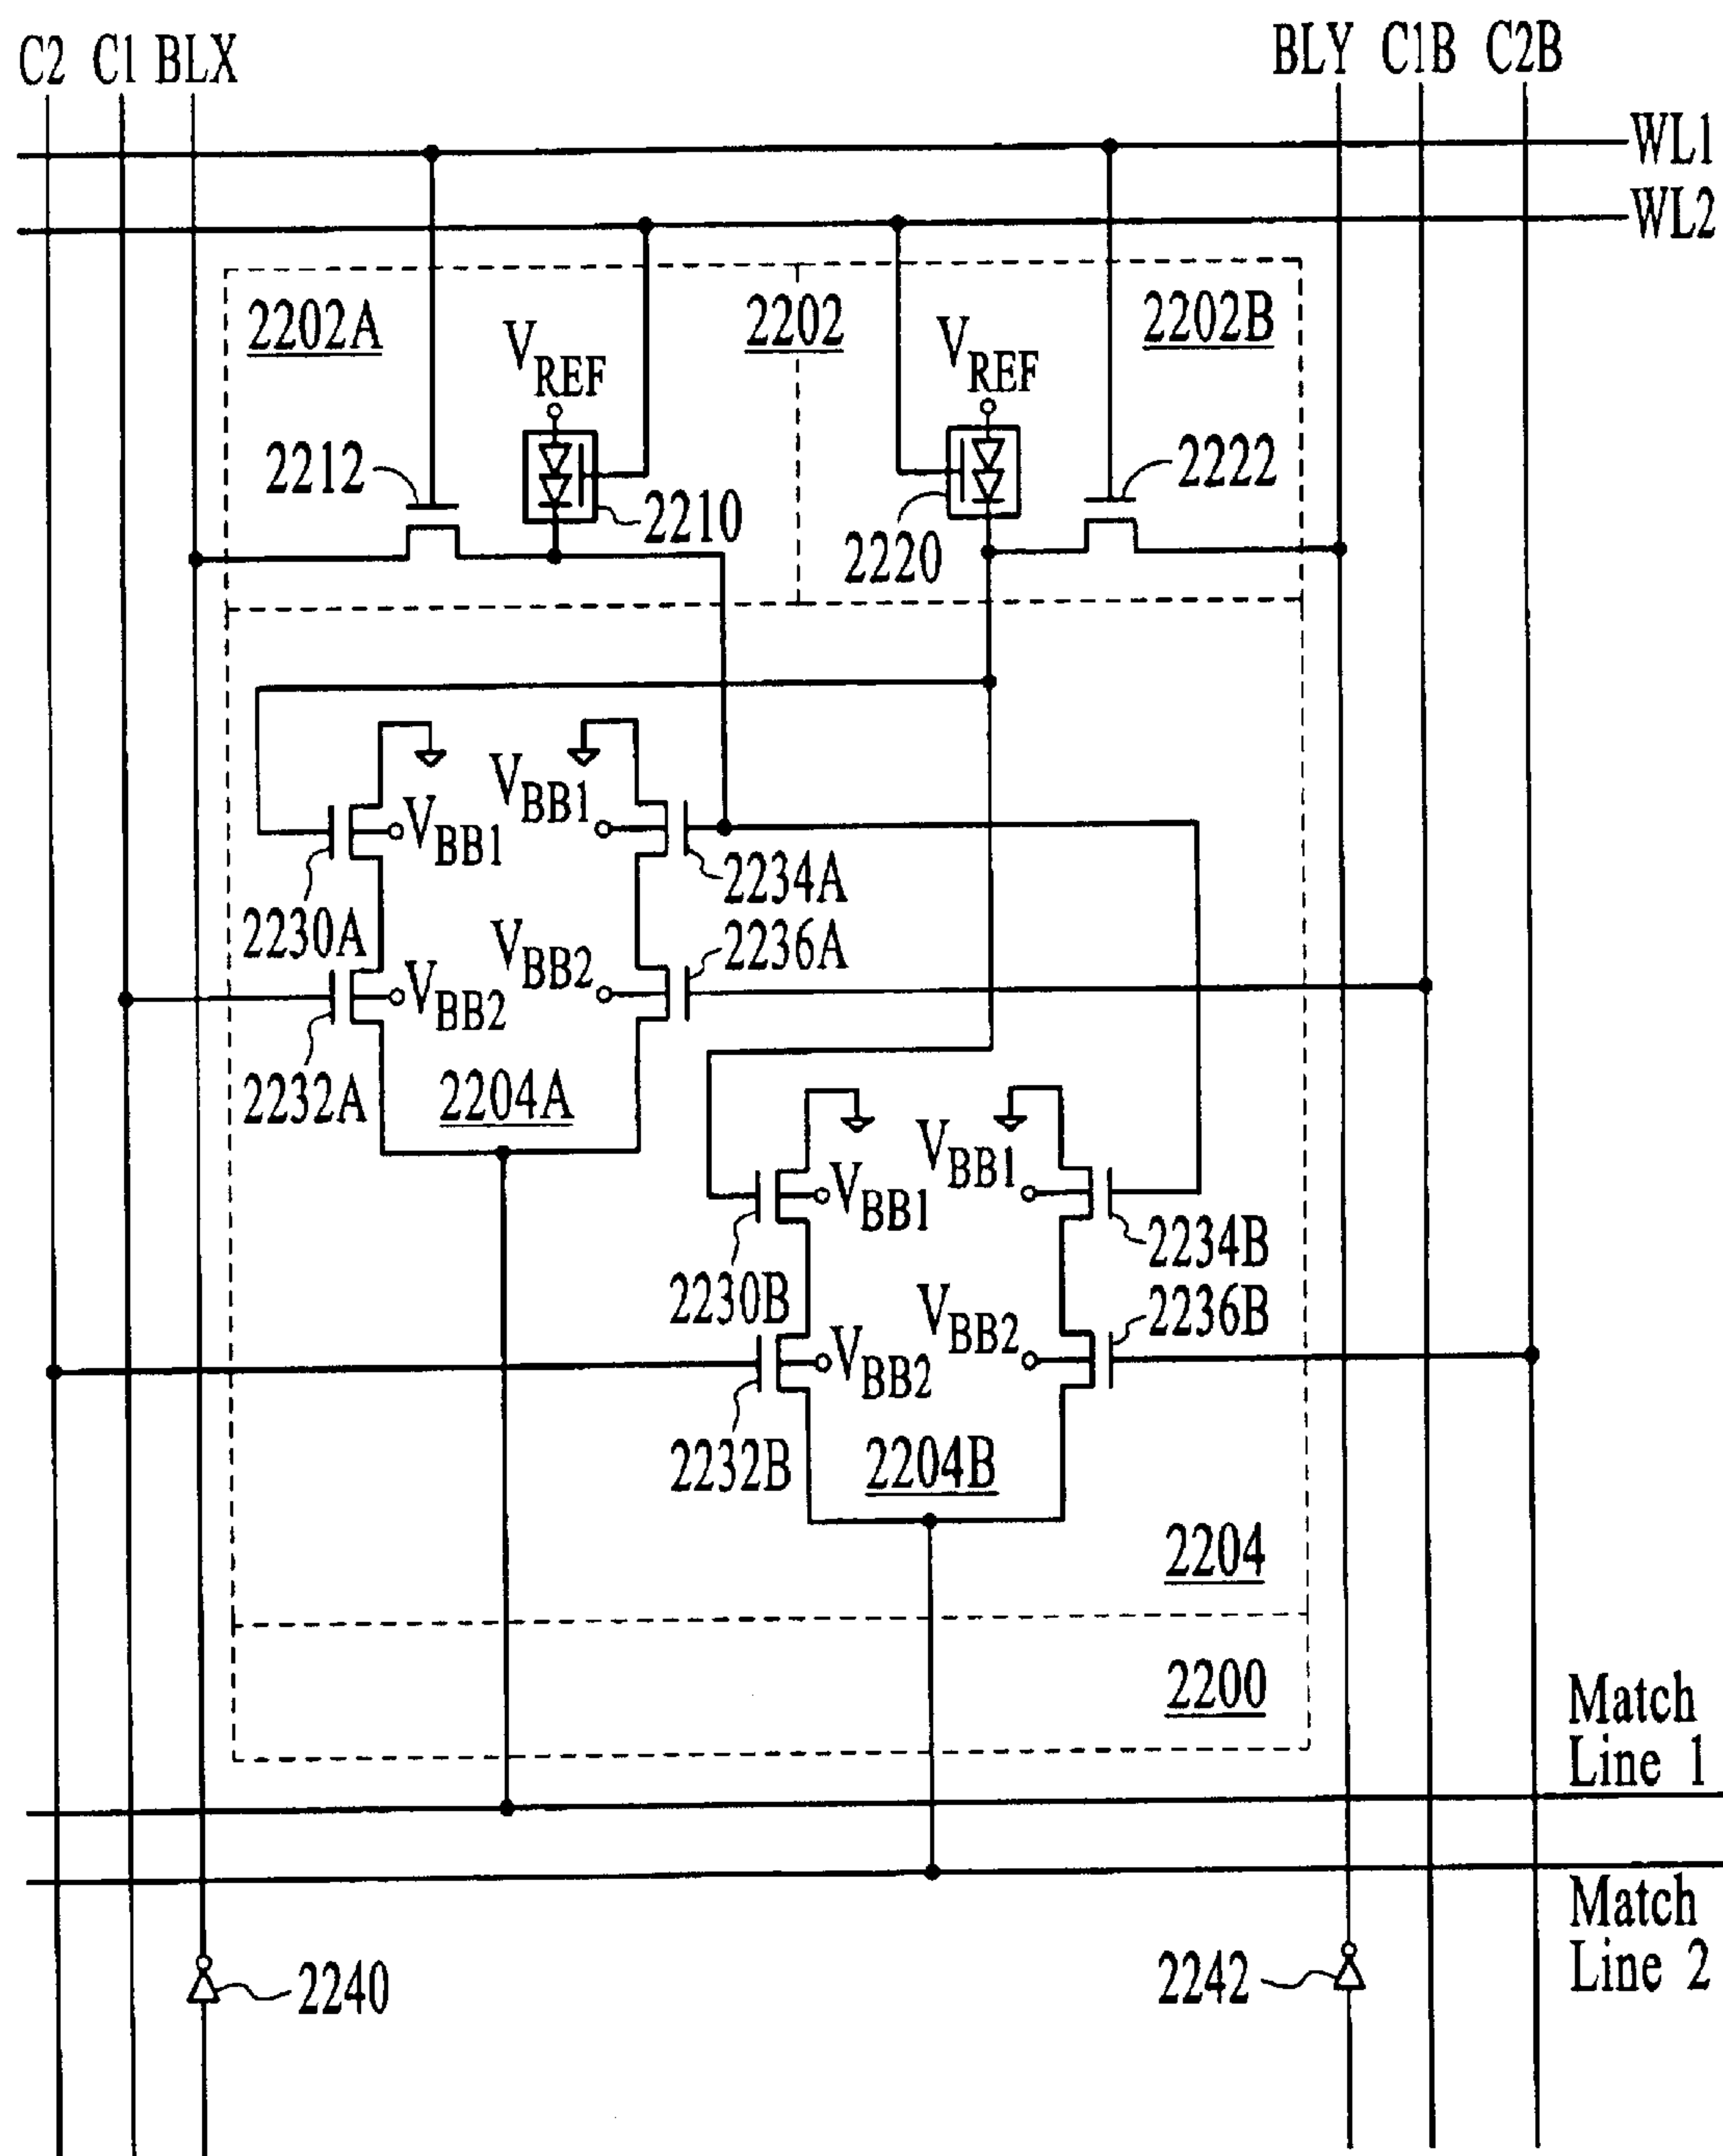 C2 C1 BLX BLY C1B C2B
WL1
WL2
2202A 2202 2202B
VREF VREF
2212 2222
2210 2220
VBB1 VBB1
2230A 2234A
VBB2 VBB2 2236A
2232A 2204A
VBB1 VBB1
2230B 2234B
VBB2 VBB2 2236B
2232B 2204B
2204
2200
Match
Line 1
Match
Line 2
2240 2242